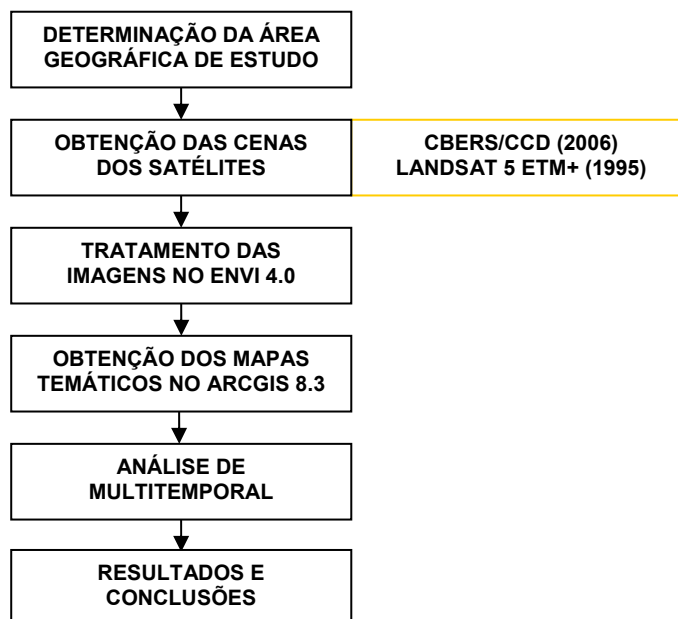 DETERMINAÇÃO DA ÁREA
GEOGRÁFICA DE ESTUDO
OBTENÇÃO DAS CENAS
DOS SATÉLITES
CBERS/CCD (2006)
LANDSAT 5 ETM+ (1995)
TRATAMENTO DAS
IMAGENS NO ENVI 4.0
OBTENÇÃO DOS MAPAS
TEMÁTICOS NO ARCGIS 8.3
ANÁLISE DE
MULTITEMPORAL
RESULTADOS E
CONCLUSÕES